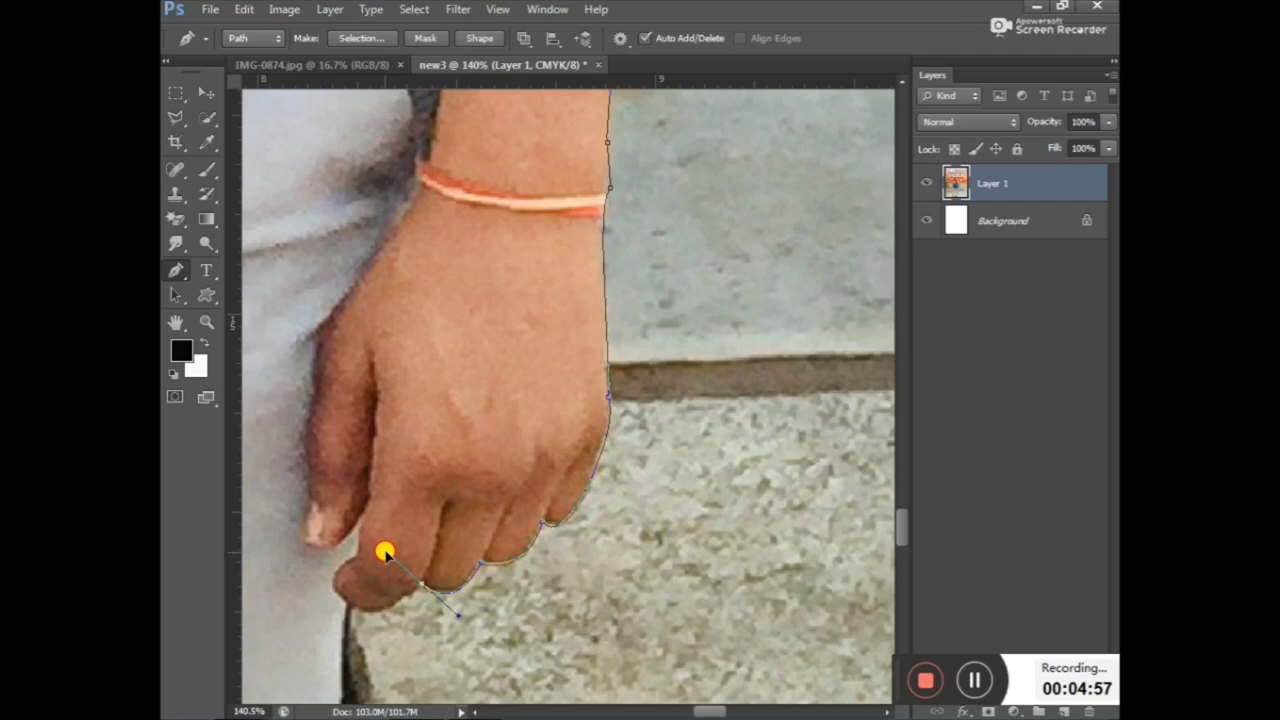 Ps File Edit Image Layer Type Select Filter View Window Help
Apowersoft
Screen Recorder
Path Make: Selection... Mask Shape Auto Add/Delete Align Edges
IMG-0874.jpg @ 16.7% (RGB/8) × new3 @ 140% (Layer 1, CMYK/8) * ×
8 9
Layers
Kind
Normal Opacity: 100%
Lock: Fill: 100%
Layer 1
Background
Recording...
00:04:57
140.5% Doc: 103.0M/101.7M